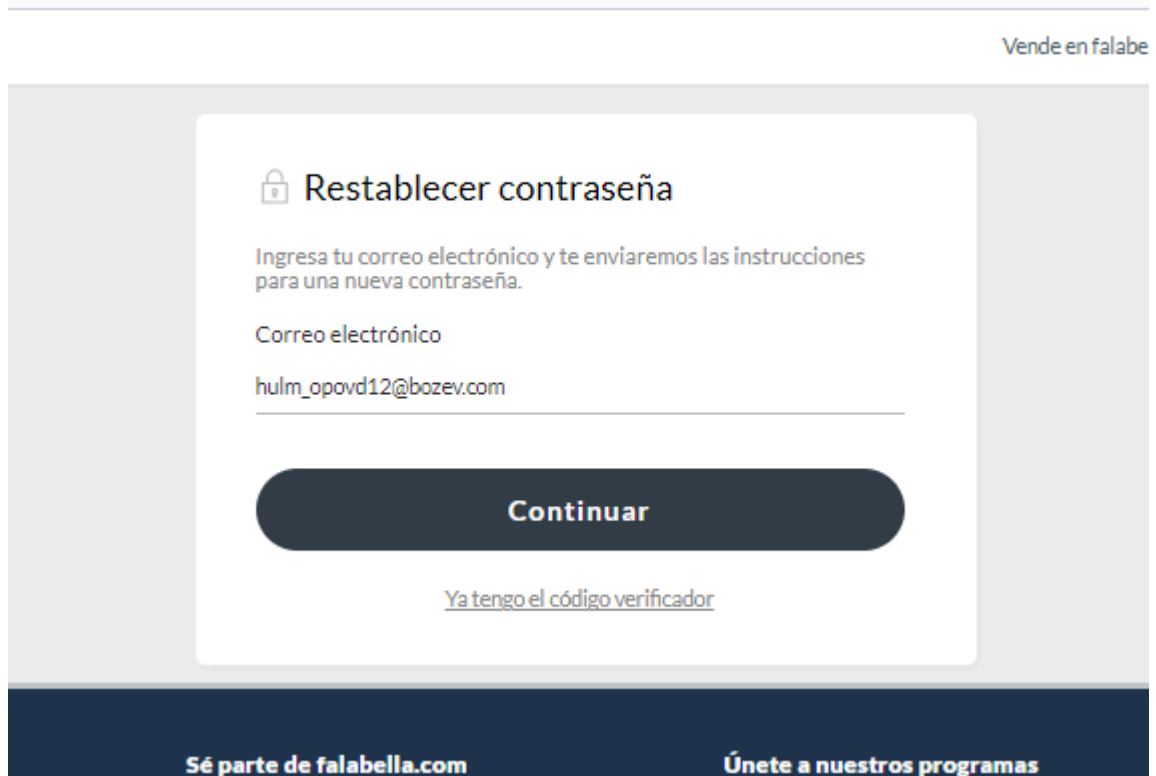 Vende en falabe
Restablecer contraseña
Ingresa tu correo electrónico y te enviaremos las instrucciones
para una nueva contraseña.
Correo electrónico
hulm_opovd12@bozev.com
Continuar
Ya tengo el código verificador
Sé parte de falabella.com
Únete a nuestros programas